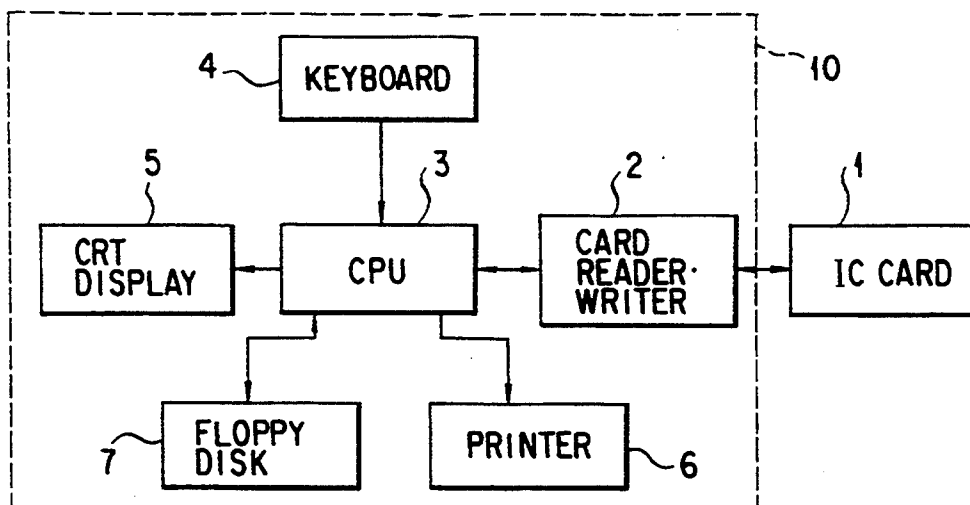 4
KEYBOARD
10
5
3
2
1
CRT
DISPLAY
CPU
CARD
READER·
WRITER
IC CARD
7
FLOPPY
DISK
PRINTER
6